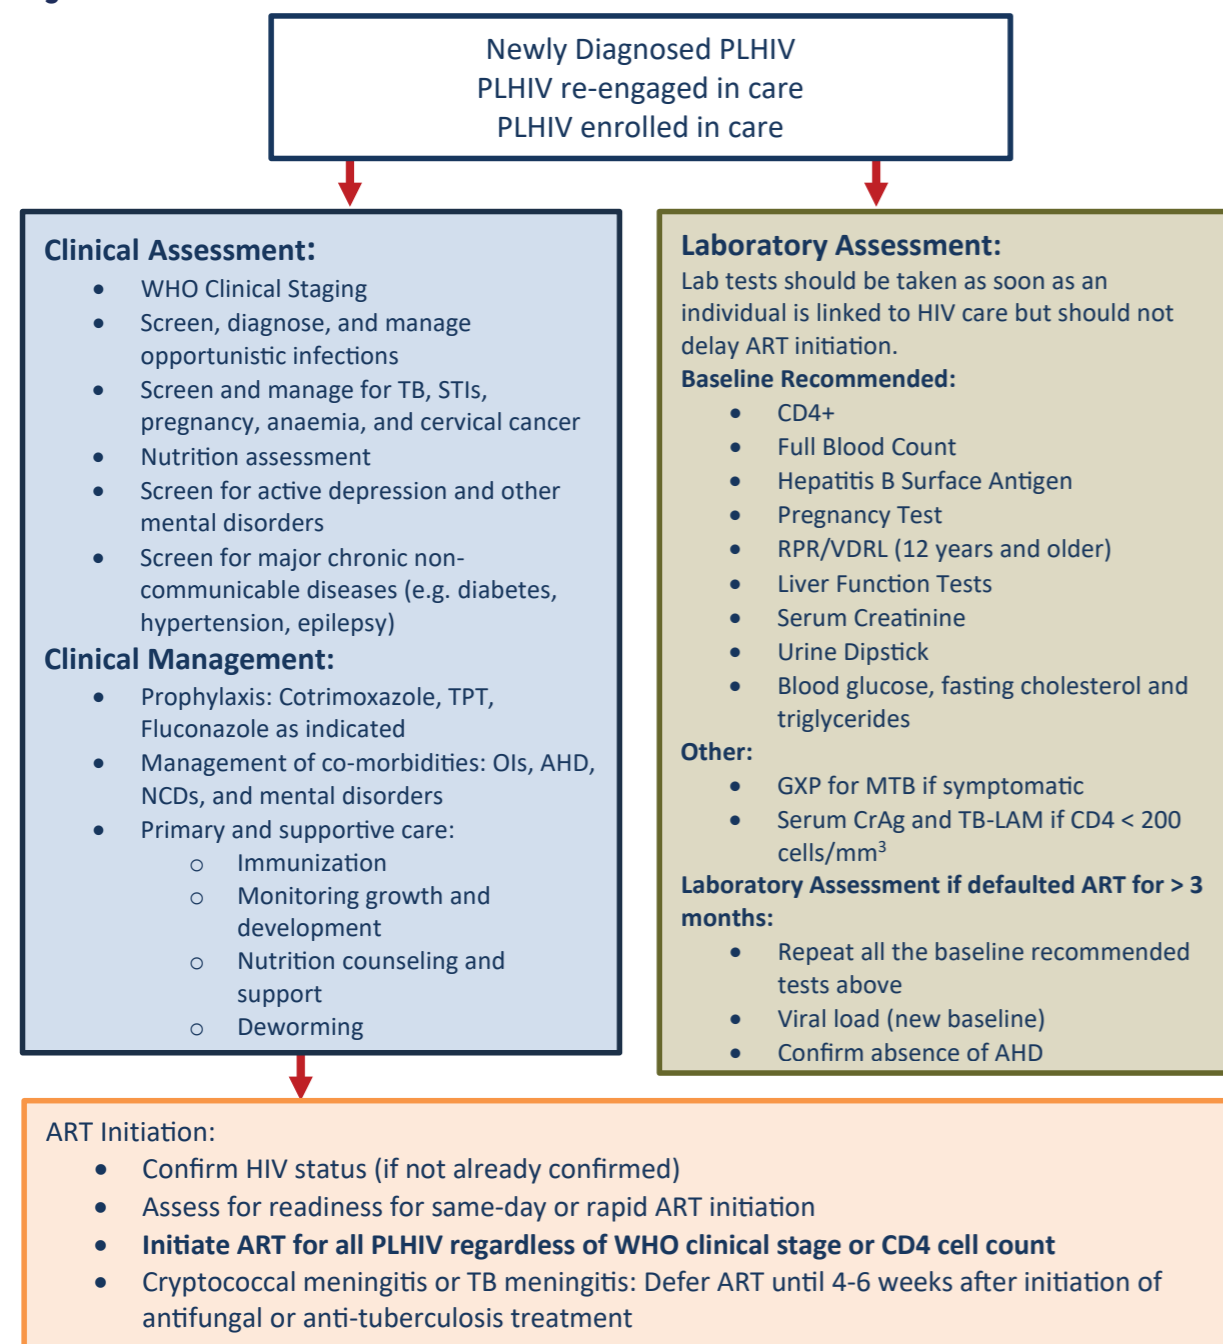 Newly Diagnosed PLHIV
PLHIV re-engaged in care
PLHIV enrolled in care
Clinical Assessment:
• WHO Clinical Staging
• Screen, diagnose, and manage
opportunistic infections
• Screen and manage for TB, STIs,
pregnancy, anaemia, and cervical cancer
• Nutrition assessment
• Screen for active depression and other
mental disorders
• Screen for major chronic non-
communicable diseases (e.g. diabetes,
hypertension, epilepsy)
Clinical Management:
• Prophylaxis: Cotrimoxazole, TPT,
Fluconazole as indicated
• Management of co-morbidities: OIs, AHD,
NCDs, and mental disorders
• Primary and supportive care:
o Immunization
o Monitoring growth and
development
o Nutrition counseling and
support
o Deworming
Laboratory Assessment:
Lab tests should be taken as soon as an
individual is linked to HIV care but should not
delay ART initiation.
Baseline Recommended:
• CD4+
• Full Blood Count
• Hepatitis B Surface Antigen
• Pregnancy Test
• RPR/VDRL (12 years and older)
• Liver Function Tests
• Serum Creatinine
• Urine Dipstick
• Blood glucose, fasting cholesterol and
triglycerides
Other:
• GXP for MTB if symptomatic
• Serum CrAg and TB-LAM if CD4 < 200
cells/mm³
Laboratory Assessment if defaulted ART for > 3
months:
• Repeat all the baseline recommended
tests above
• Viral load (new baseline)
• Confirm absence of AHD
ART Initiation:
• Confirm HIV status (if not already confirmed)
• Assess for readiness for same-day or rapid ART initiation
• Initiate ART for all PLHIV regardless of WHO clinical stage or CD4 cell count
• Cryptococcal meningitis or TB meningitis: Defer ART until 4-6 weeks after initiation of
antifungal or anti-tuberculosis treatment